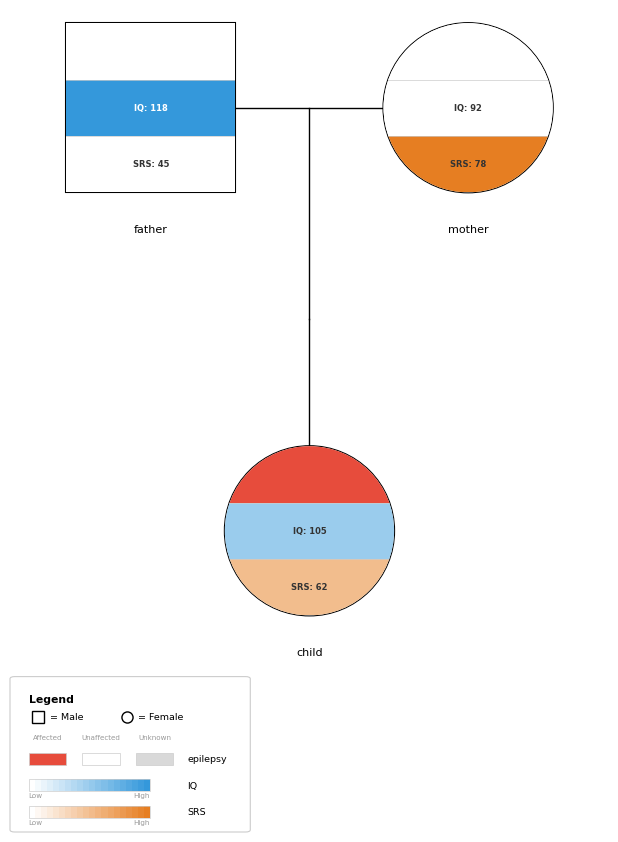 IQ: 118
IQ: 92
SRS: 45
SRS: 78
father
mother
IQ: 105
SRS: 62
child
Legend
= Male
= Female
Affected
Unaffected
Unknown
epilepsy
IQ
Low
High
SRS
Low
High